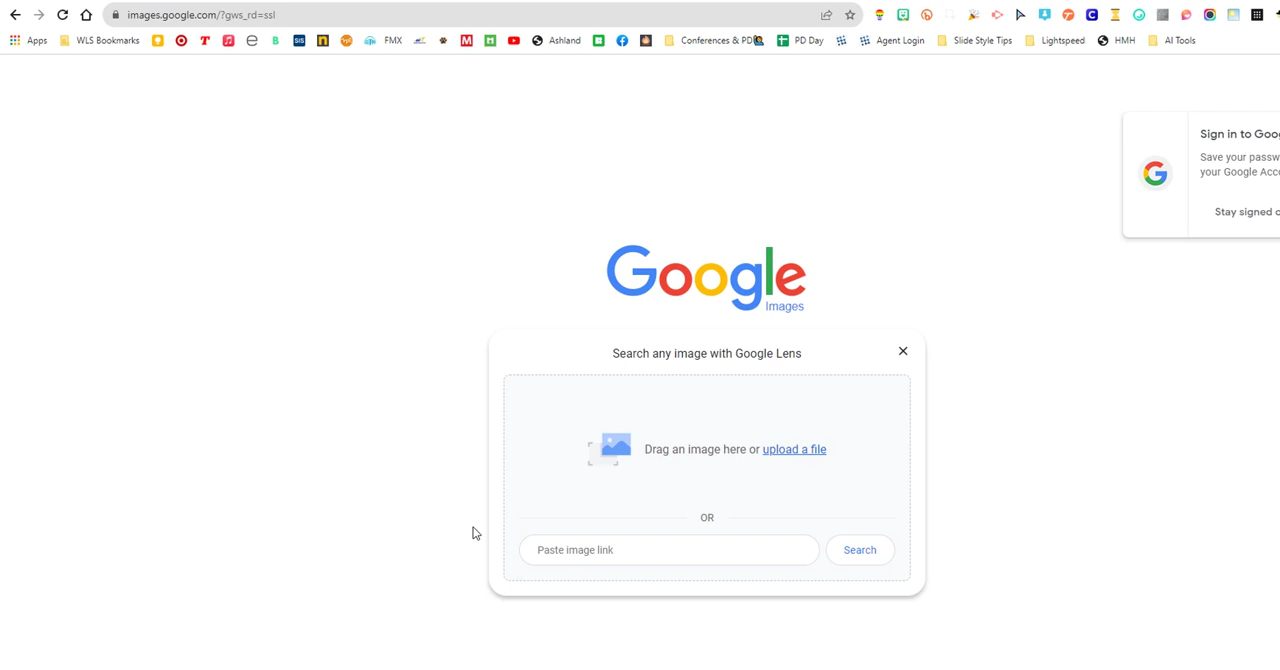 images.google.com/?gws_rd=ssl
Apps WLS Bookmarks FMX Ashland Conferences & PD PD Day Agent Login Slide Style Tips Lightspeed HMH AI Tools
Sign in to Goo
Save your passw
your Google Acc
Stay signed o
Google
Images
Search any image with Google Lens
Drag an image here or upload a file
OR
Paste image link
Search